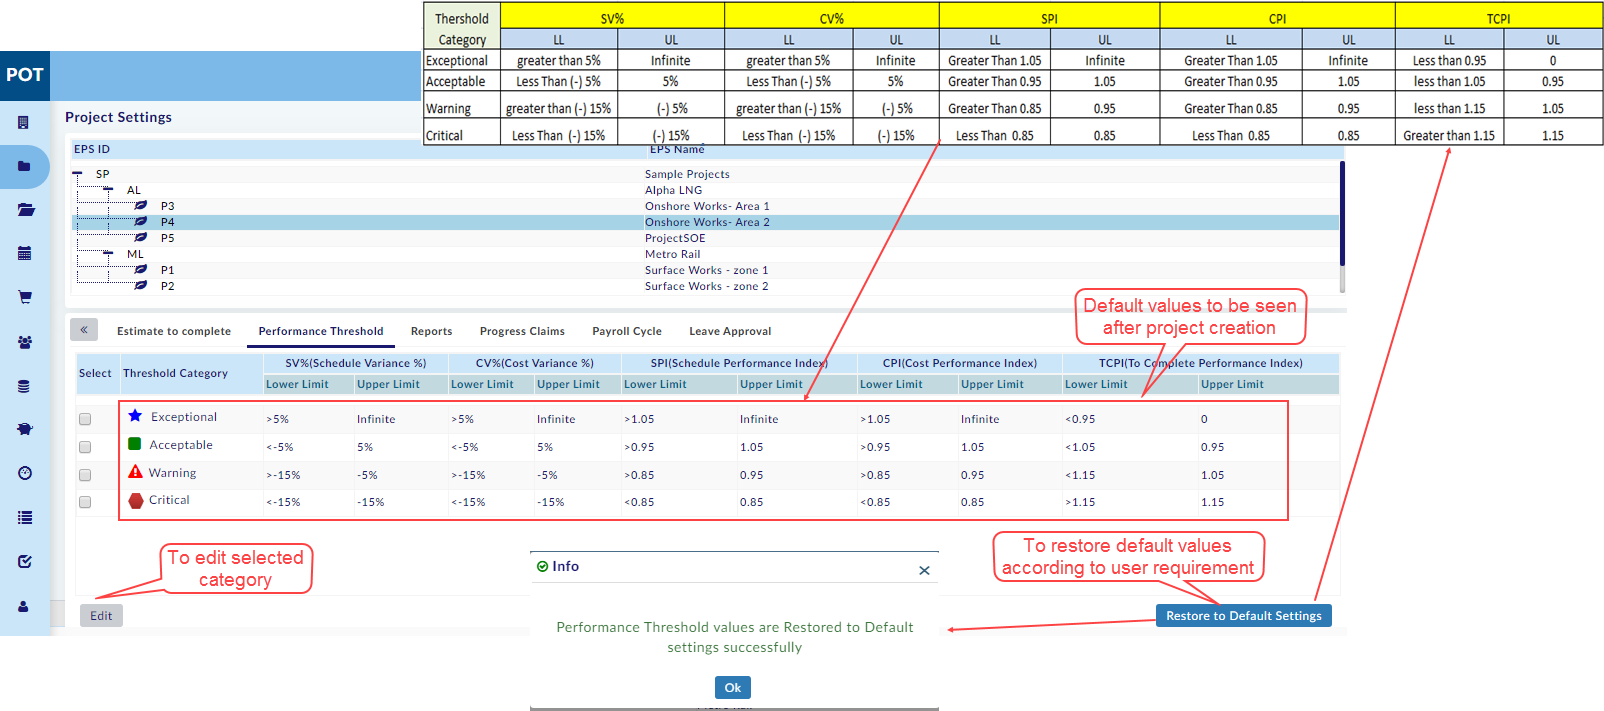 Thershold SV% CV% SPI CPI TCPI
Category LL UL LL UL LL UL LL UL LL UL
Exceptional greater than 5% Infinite greater than 5% Infinite Greater Than 1.05 Infinite Greater Than 1.05 Infinite Less than 0.95 0
Acceptable Less Than (-) 5% 5% Less Than (-) 5% 5% Greater Than 0.95 1.05 Greater Than 0.95 1.05 less than 1.05 0.95
Warning greater than (-) 15% (-) 5% greater than (-) 15% (-) 5% Greater Than 0.85 0.95 Greater Than 0.85 0.95 less than 1.15 1.05
Critical Less Than (-) 15% (-) 15% Less Than (-) 15% (-) 15% Less Than 0.85 0.85 Less Than 0.85 0.85 Greater than 1.15 1.15
POT
Project Settings
EPS ID EPS Name
SP Sample Projects
AL Alpha LNG
P3 Onshore Works- Area 1
P4 Onshore Works- Area 2
P5 ProjectSOE
ML Metro Rail
P1 Surface Works - zone 1
P2 Surface Works - zone 2
Default values to be seen
after project creation
« Estimate to complete Performance Threshold Reports Progress Claims Payroll Cycle Leave Approval
Select Threshold Category SV%(Schedule Variance %) CV%(Cost Variance %) SPI(Schedule Performance Index) CPI(Cost Performance Index) TCPI(To Complete Performance Index)
Lower Limit Upper Limit Lower Limit Upper Limit Lower Limit Upper Limit Lower Limit Upper Limit Lower Limit Upper Limit
Exceptional >5% Infinite >5% Infinite >1.05 Infinite >1.05 Infinite <0.95 0
Acceptable <-5% 5% <-5% 5% >0.95 1.05 >0.95 1.05 <1.05 0.95
Warning >-15% -5% >-15% -5% >0.85 0.95 >0.85 0.95 <1.15 1.05
Critical <-15% -15% <-15% -15% <0.85 0.85 <0.85 0.85 >1.15 1.15
To edit selected
category
To restore default values
according to user requirement
Edit
Restore to Default Settings
Info ×
Performance Threshold values are Restored to Default
settings successfully
Ok